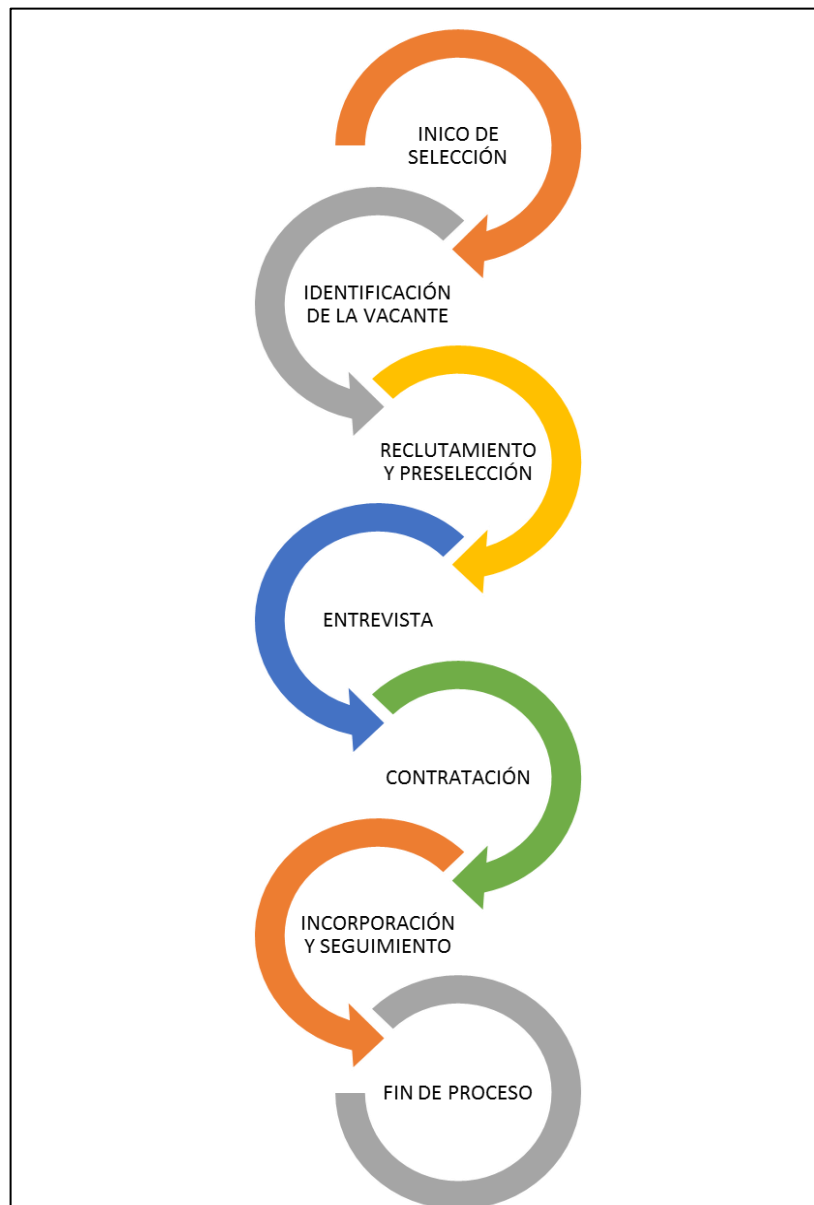 INICO DE
SELECCIÓN
IDENTIFICACIÓN
DE LA VACANTE
RECLUTAMIENTO
Y PRESELECCIÓN
ENTREVISTA
CONTRATACIÓN
INCORPORACIÓN
Y SEGUIMIENTO
FIN DE PROCESO